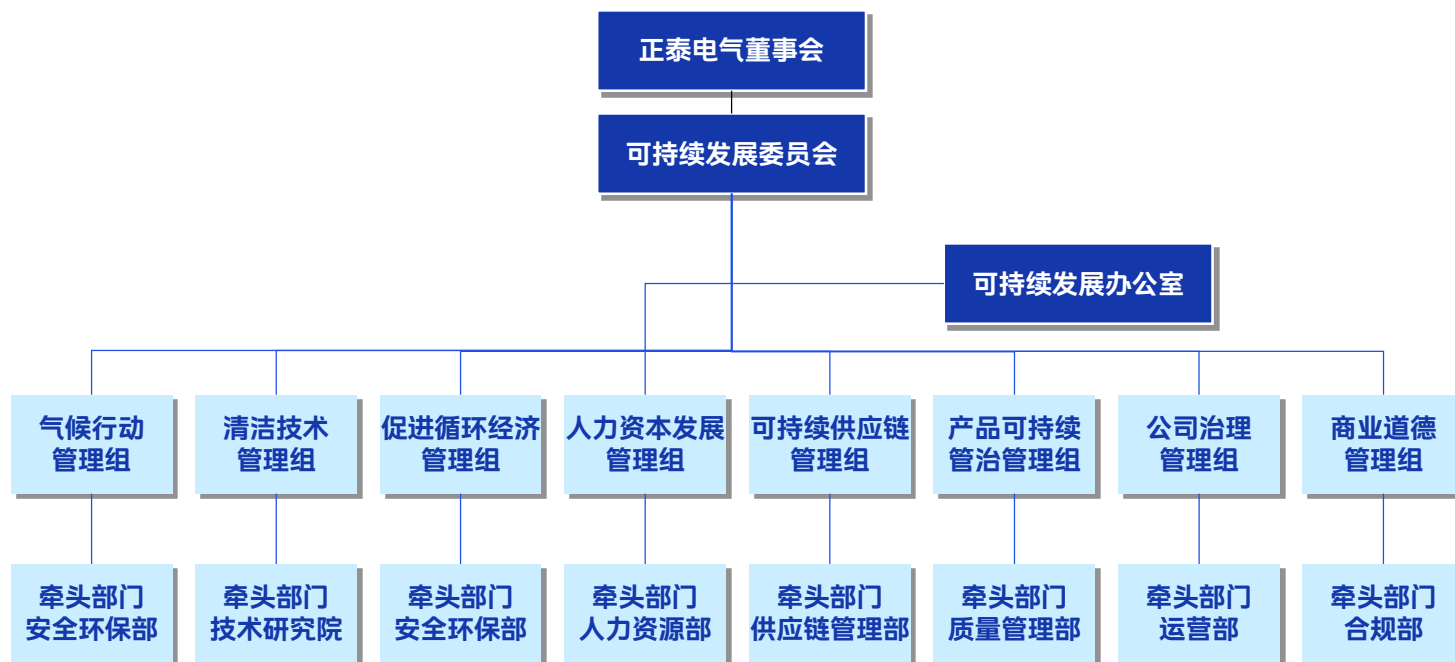 正泰电气董事会
可持续发展委员会
可持续发展办公室
气候行动
管理组
清洁技术
管理组
促进循环经济
管理组
人力资本发展
管理组
可持续供应链
管理组
产品可持续
管治管理组
公司治理
管理组
商业道德
管理组
牵头部门
安全环保部
牵头部门
技术研究院
牵头部门
安全环保部
牵头部门
人力资源部
牵头部门
供应链管理部
牵头部门
质量管理部
牵头部门
运营部
牵头部门
合规部